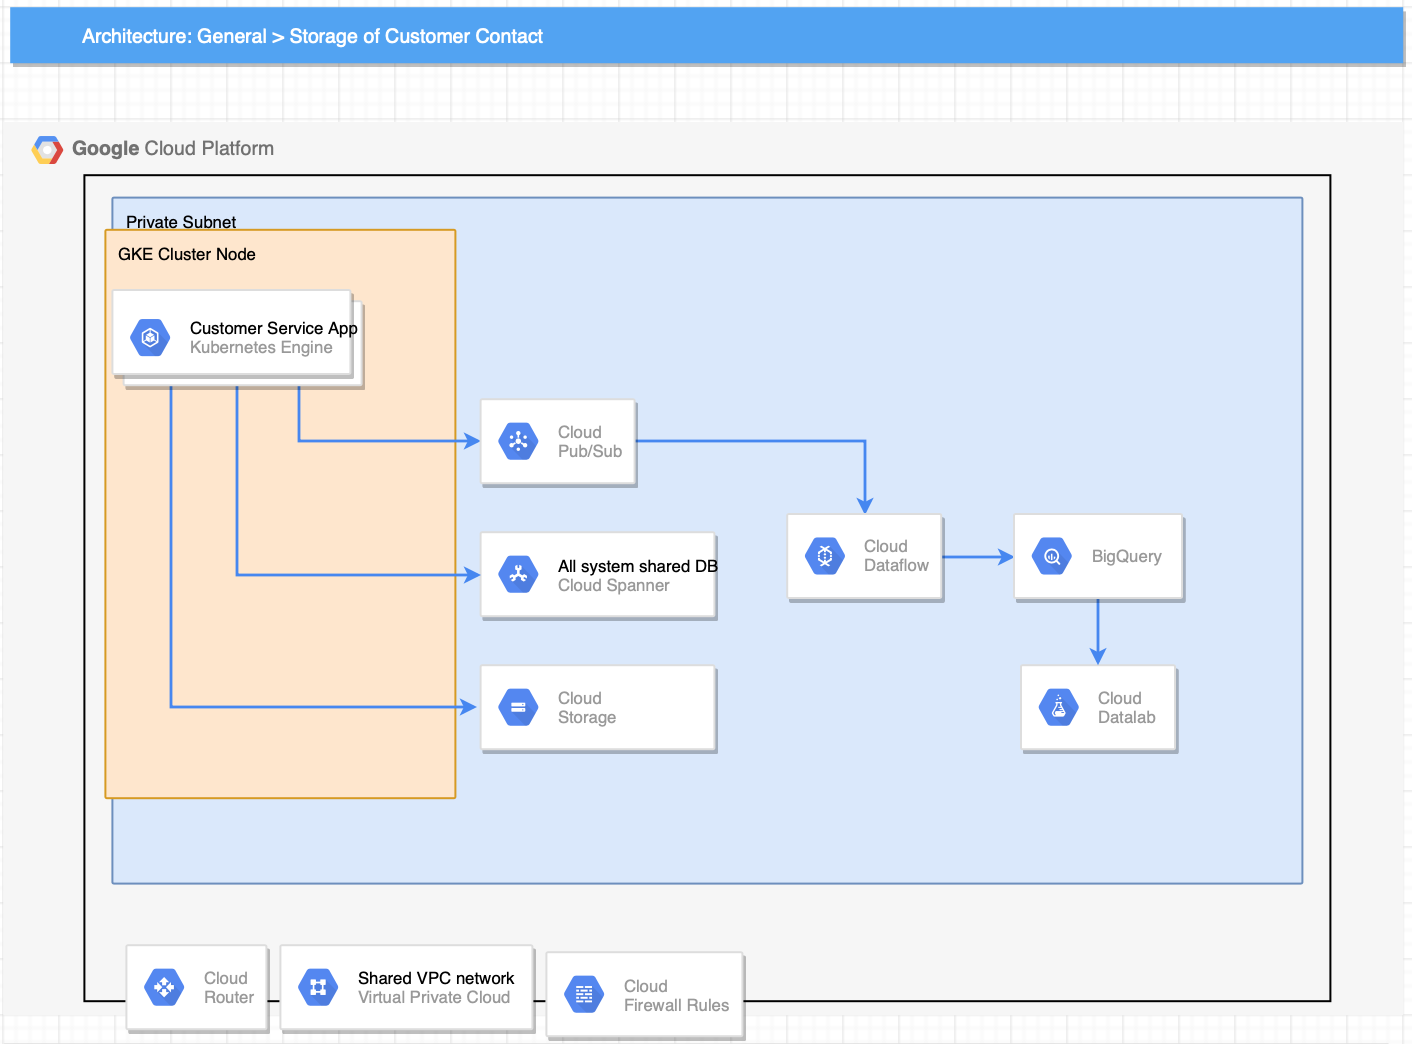 Architecture: General > Storage of Customer Contact
Google Cloud Platform
Private Subnet
GKE Cluster Node
Customer Service App
Kubernetes Engine
Cloud
Pub/Sub
All system shared DB
Cloud Spanner
Cloud
Storage
Cloud
Dataflow
BigQuery
Cloud
Datalab
Cloud
Router
Shared VPC network
Virtual Private Cloud
Cloud
Firewall Rules